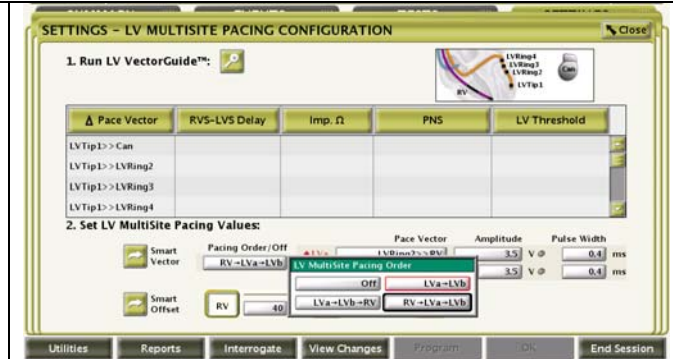 SETTINGS – LV MULTISITE PACING CONFIGURATION
Close
1. Run LV VectorGuide™:
LVRing4
LVRing3
LVRing2
LVTip1
RV
Can
Δ Pace Vector RVS-LVS Delay Imp. Ω PNS LV Threshold
LVTip1>>Can
LVTip1>>LVRing2
LVTip1>>LVRing3
LVTip1>>LVRing4
2. Set LV MultiSite Pacing Values:
Pace Vector Amplitude Pulse Width
Smart Vector
Pacing Order/Off
RV→LVa→LVb
3.5 V @ 0.4 ms
3.5 V @ 0.4 ms
LV MultiSite Pacing Order
Off LVa→LVb
LVa→LVb→RV RV→LVa→LVb
Smart Offset
RV 40
Utilities Reports Interrogate View Changes Program OK End Session